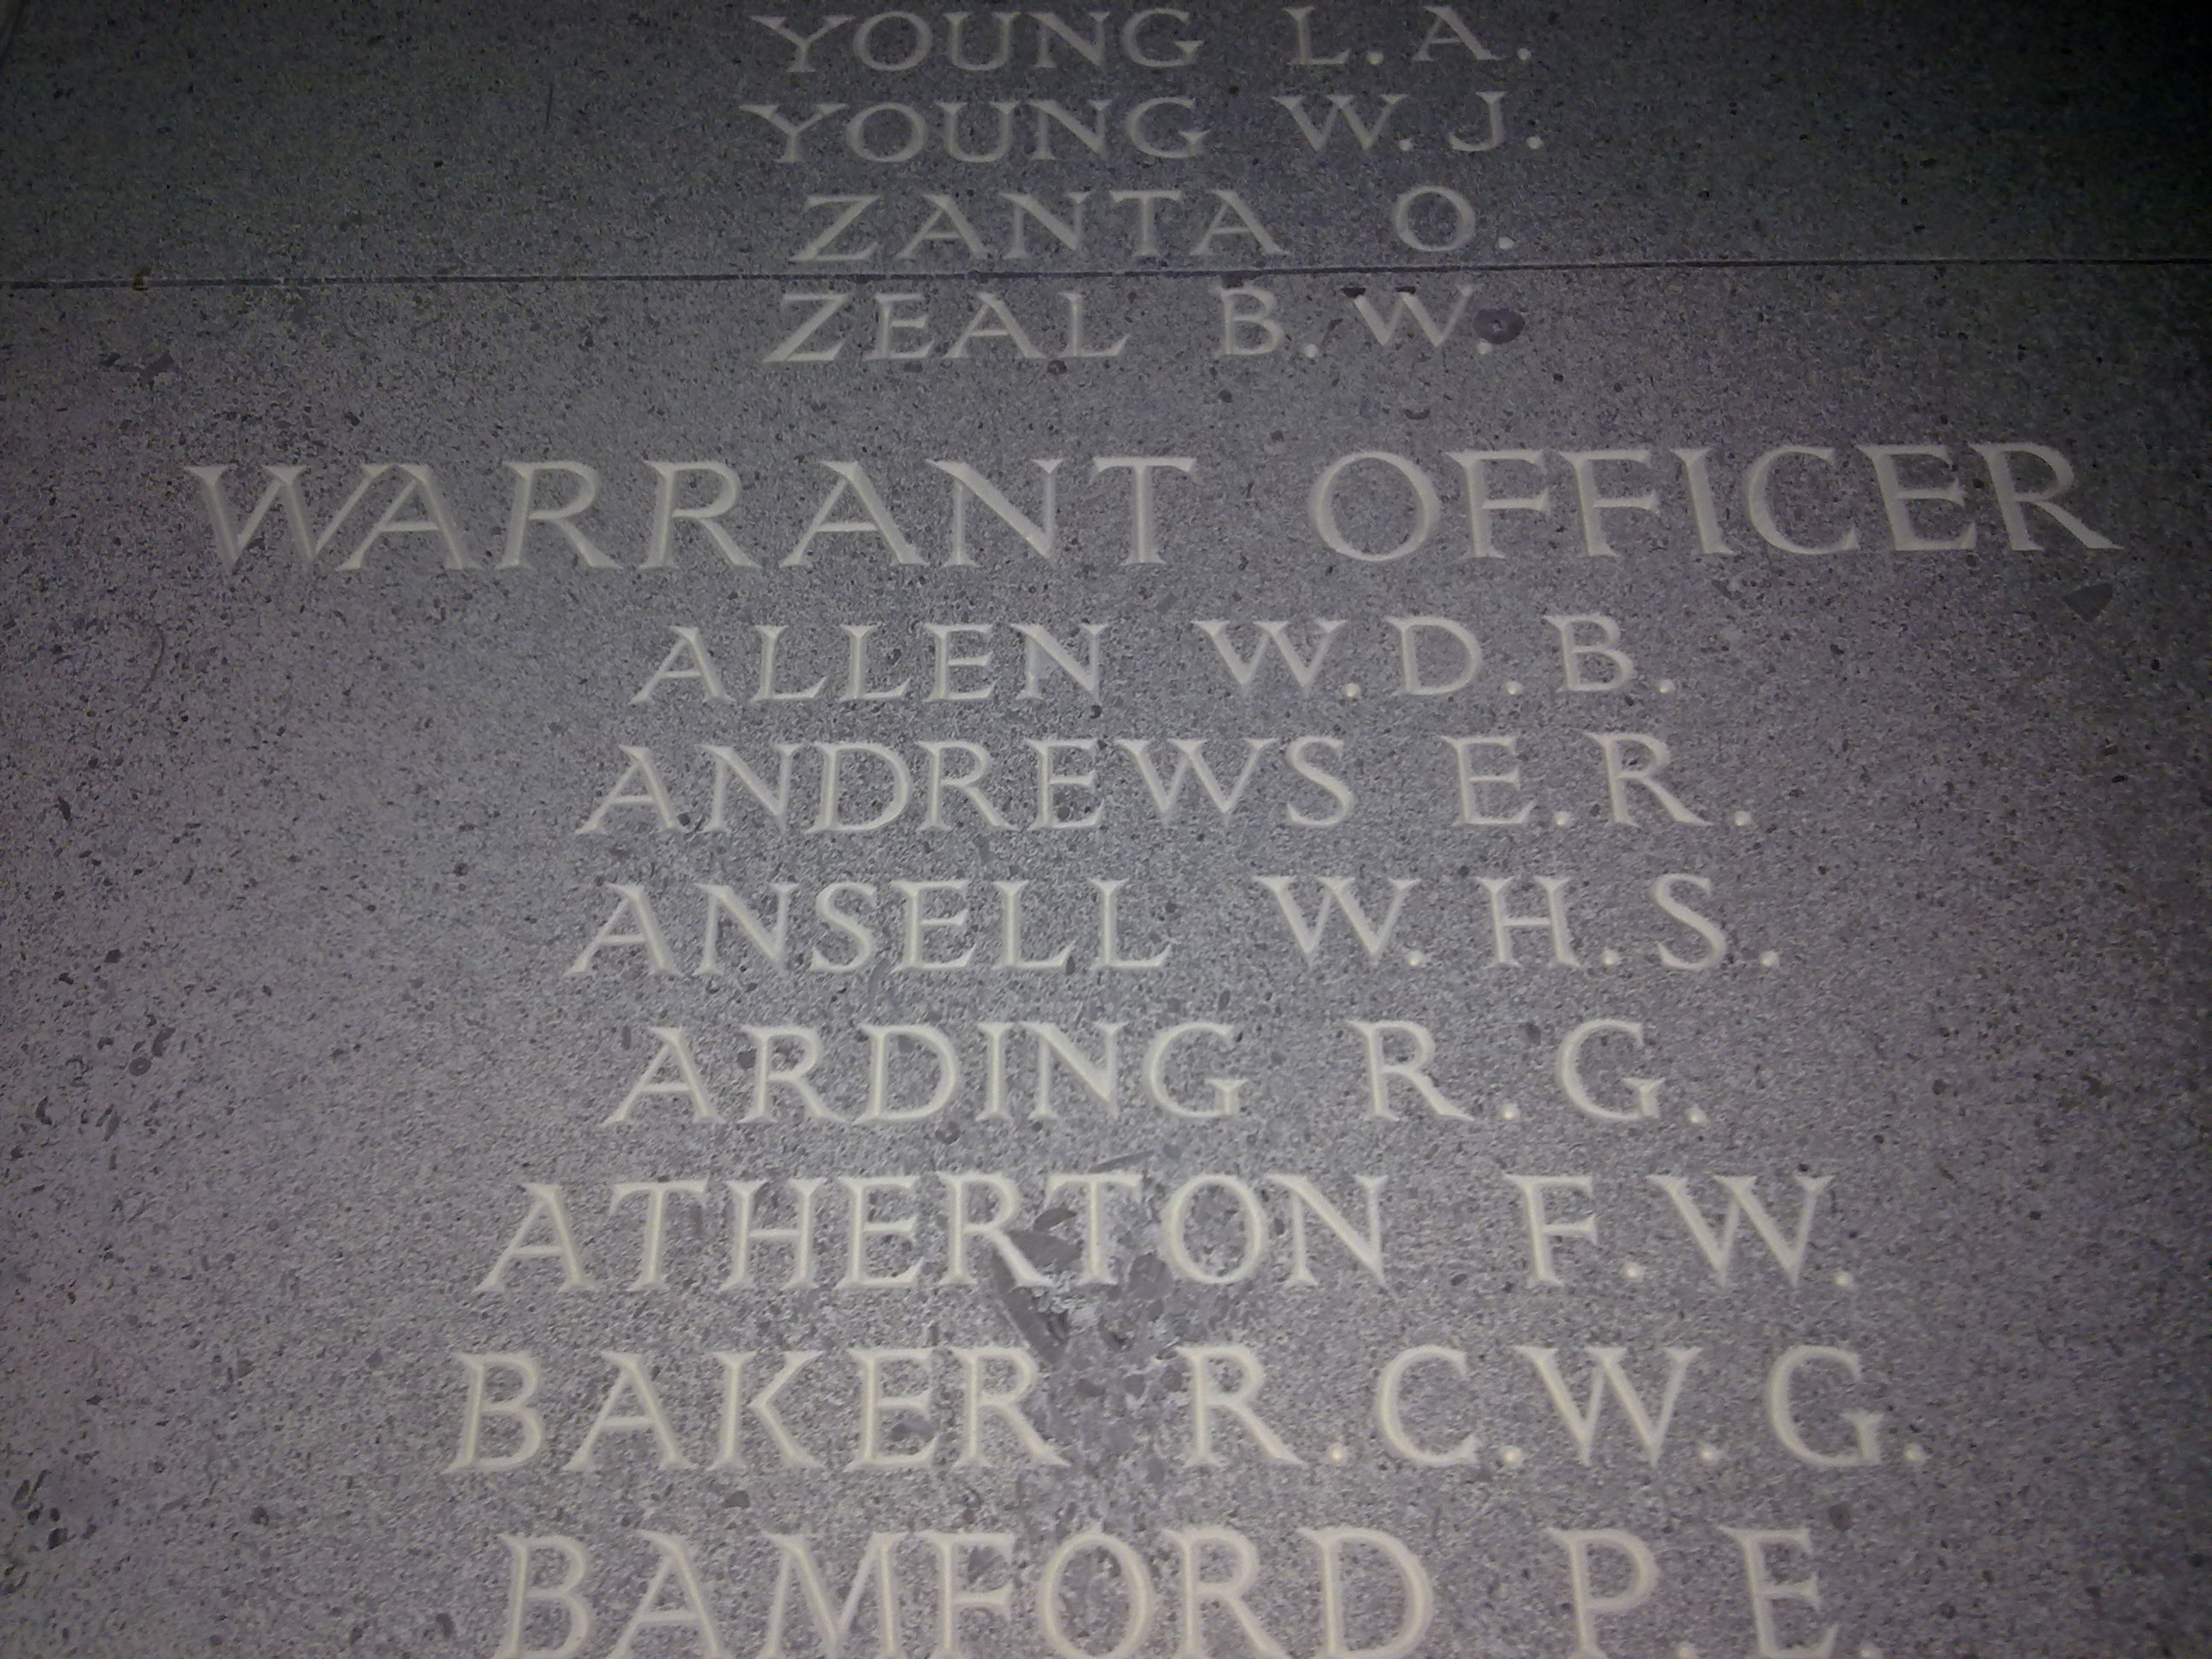 YOUNG L.A.
YOUNG W.J.
ZANTA O.
ZEAL B.W.
WARRANT OFFICER
ALLEN W.D.B.
ANDREWS E.R.
ANSELL W.H.S.
ARDING R.G.
ATHERTON F.W.
BAKER R.C.W.G.
BAMFORD P.E.